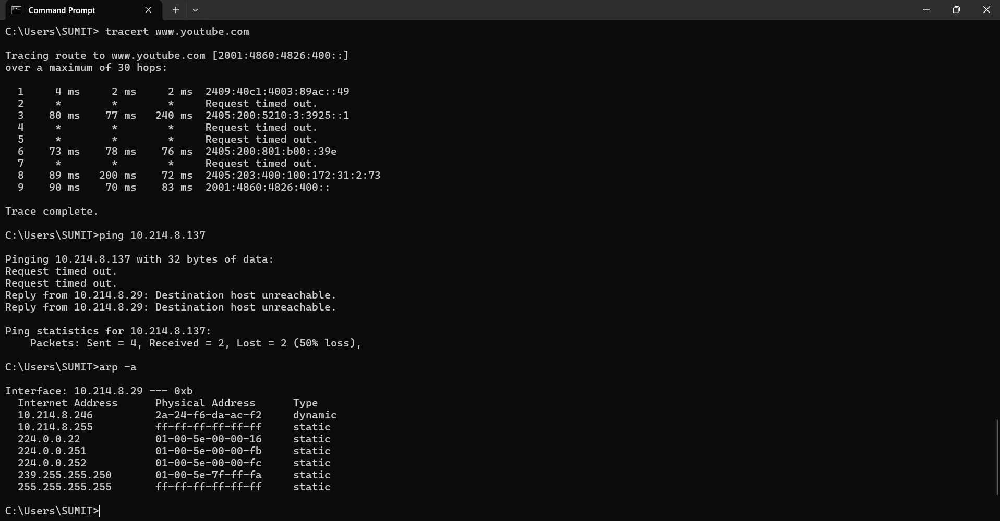 Command Prompt
C:\Users\SUMIT> tracert www.youtube.com
Tracing route to www.youtube.com [2001:4860:4826:400::]
over a maximum of 30 hops:
  1     4 ms     2 ms     2 ms  2409:40c1:4003:89ac::49
  2     *        *        *     Request timed out.
  3    80 ms    77 ms   240 ms  2405:200:5210:3:3925::1
  4     *        *        *     Request timed out.
  5     *        *        *     Request timed out.
  6    73 ms    78 ms    76 ms  2405:200:801:b00::39e
  7     *        *        *     Request timed out.
  8    89 ms   200 ms    72 ms  2405:203:400:100:172:31:2:73
  9    90 ms    70 ms    83 ms  2001:4860:4826:400::
Trace complete.
C:\Users\SUMIT>ping 10.214.8.137
Pinging 10.214.8.137 with 32 bytes of data:
Request timed out.
Request timed out.
Reply from 10.214.8.29: Destination host unreachable.
Reply from 10.214.8.29: Destination host unreachable.
Ping statistics for 10.214.8.137:
    Packets: Sent = 4, Received = 2, Lost = 2 (50% loss),
C:\Users\SUMIT>arp -a
Interface: 10.214.8.29 --- 0xb
  Internet Address      Physical Address      Type
  10.214.8.246          2a-24-f6-da-ac-f2     dynamic
  10.214.8.255          ff-ff-ff-ff-ff-ff     static
  224.0.0.22            01-00-5e-00-00-16     static
  224.0.0.251           01-00-5e-00-00-fb     static
  224.0.0.252           01-00-5e-00-00-fc     static
  239.255.255.250       01-00-5e-7f-ff-fa     static
  255.255.255.255       ff-ff-ff-ff-ff-ff     static
C:\Users\SUMIT>